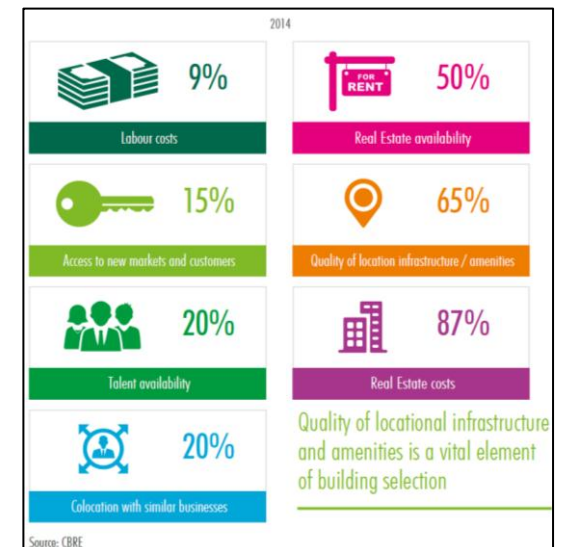 2014
9%
Labour costs
FOR
RENT
50%
Real Estate availability
15%
Access to new markets and customers
65%
Quality of location infrastructure / amenities
20%
Talent availability
87%
Real Estate costs
20%
Colocation with similar businesses
Quality of locational infrastructure
and amenities is a vital element
of building selection
Source: CBRE